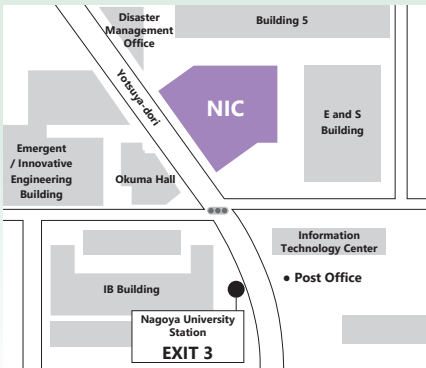 Disaster
Management
Office
Building 5
Yotsuya-dori
NIC
E and S
Building
Emergent
/ Innovative
Engineering
Building
Okuma Hall
Information
Technology Center
• Post Office
IB Building
Nagoya University
Station
EXIT 3